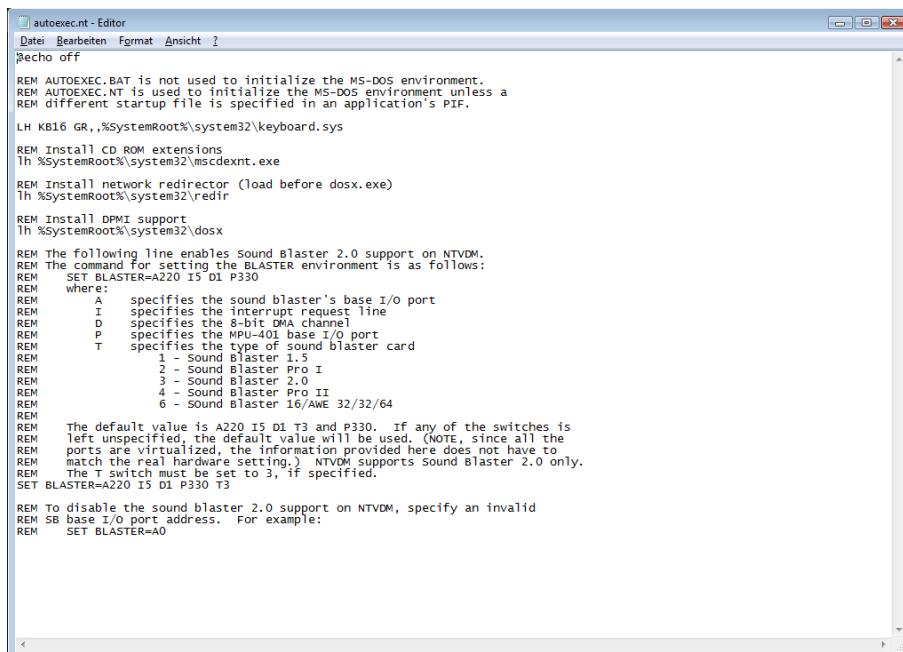 autoexec.nt - Editor
Datei Bearbeiten Format Ansicht ?
@echo off

REM AUTOEXEC.BAT is not used to initialize the MS-DOS environment.
REM AUTOEXEC.NT is used to initialize the MS-DOS environment unless a
REM different startup file is specified in an application's PIF.

LH KB16 GR,,%SystemRoot%\system32\keyboard.sys

REM Install CD ROM extensions
lh %SystemRoot%\system32\mscdexnt.exe

REM Install network redirector (load before dosx.exe)
lh %SystemRoot%\system32\redir

REM Install DPMI support
lh %SystemRoot%\system32\dosx

REM The following line enables Sound Blaster 2.0 support on NTVDM.
REM The command for setting the BLASTER environment is as follows:
REM    SET BLASTER=A220 I5 D1 P330
REM    where:
REM        A    specifies the sound blaster's base I/O port
REM        I    specifies the interrupt request line
REM        D    specifies the 8-bit DMA channel
REM        P    specifies the MPU-401 base I/O port
REM        T    specifies the type of sound blaster card
REM                1 - Sound Blaster 1.5
REM                2 - Sound Blaster Pro I
REM                3 - Sound Blaster 2.0
REM                4 - Sound Blaster Pro II
REM                6 - SOund Blaster 16/AWE 32/32/64
REM
REM    The default value is A220 I5 D1 T3 and P330.  If any of the switches is
REM    left unspecified, the default value will be used. (NOTE, since all the
REM    ports are virtualized, the information provided here does not have to
REM    match the real hardware setting.)  NTVDM supports Sound Blaster 2.0 only.
REM    The T switch must be set to 3, if specified.
SET BLASTER=A220 I5 D1 P330 T3

REM To disable the sound blaster 2.0 support on NTVDM, specify an invalid
REM SB base I/O port address.  For example:
REM    SET BLASTER=A0